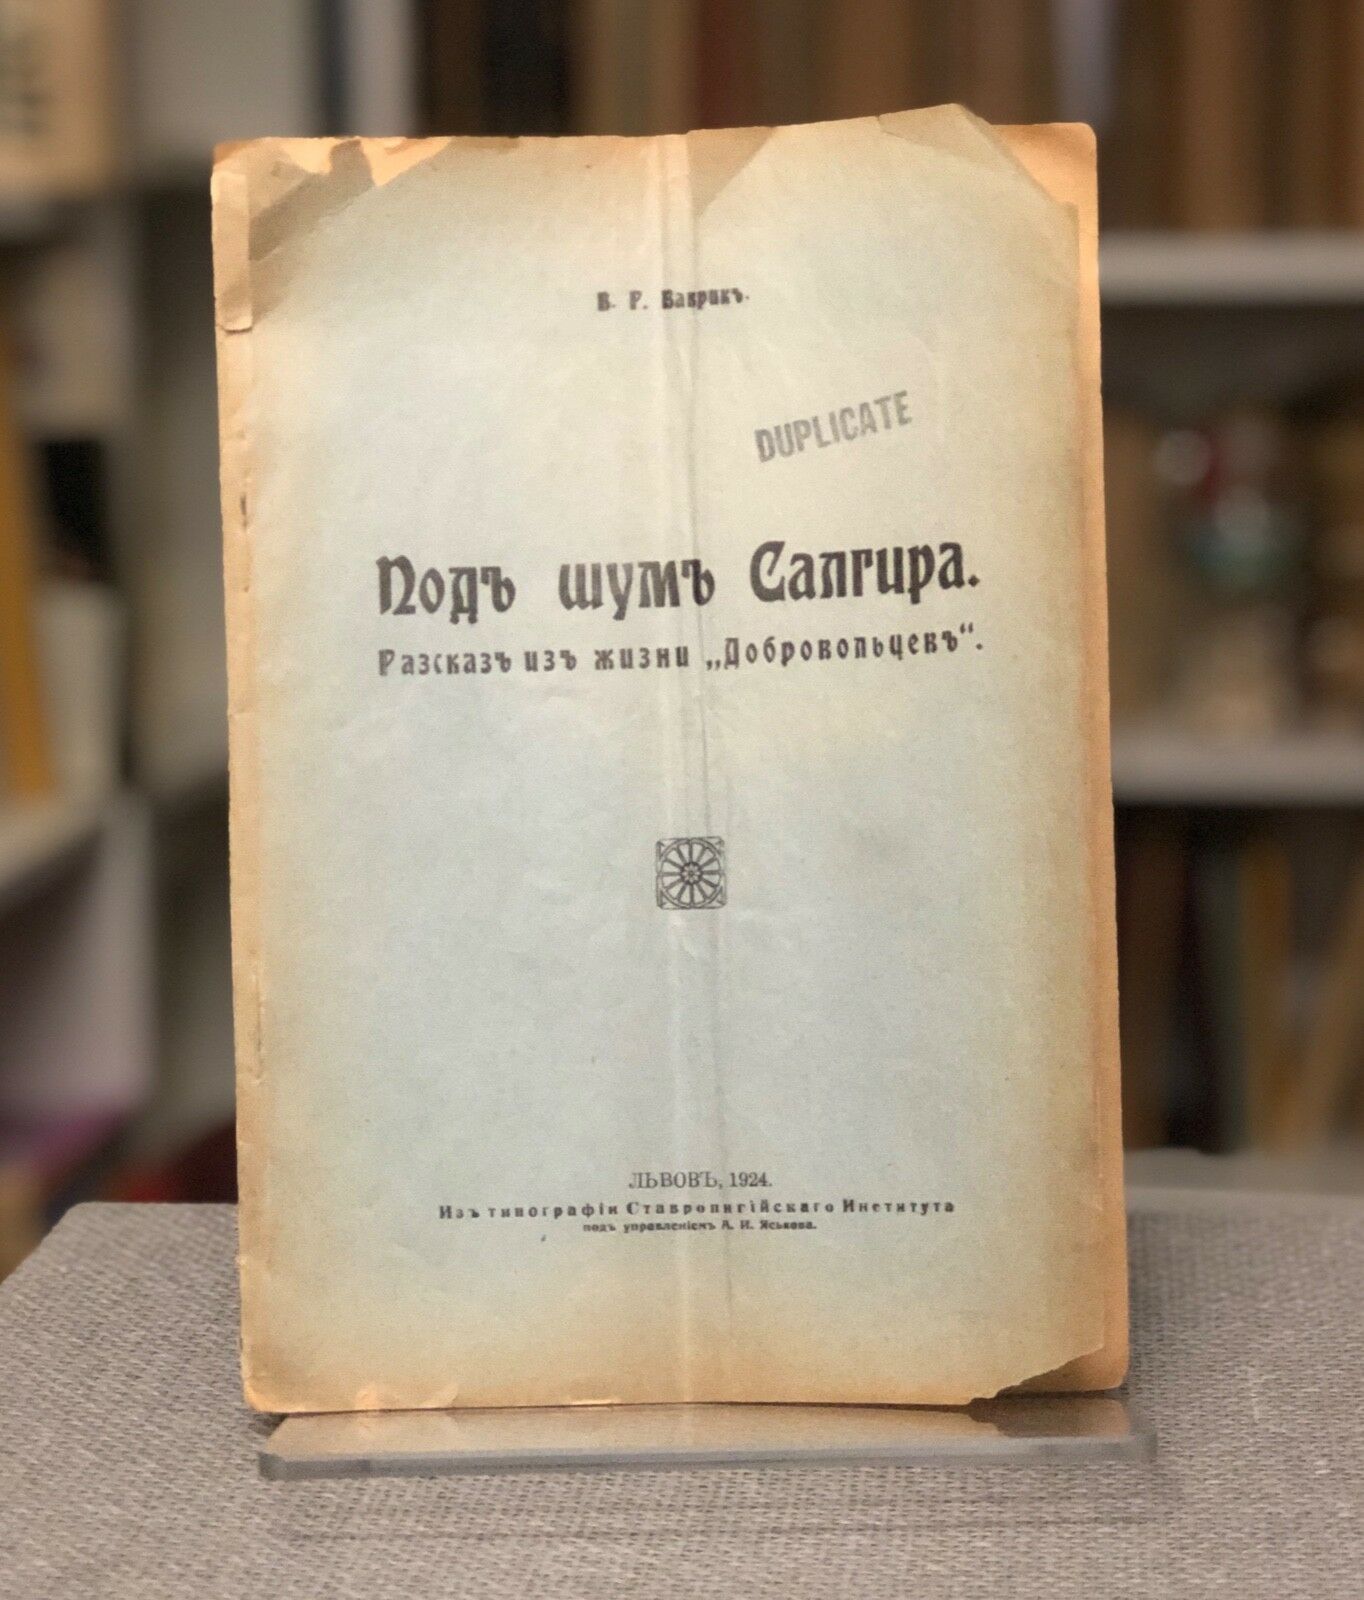 В. Р. Ваврикъ.
DUPLICATE
Подъ шумъ Салгира.
Разсказъ изъ жизни „Добровольцевъ“.
ЛЬВОВЪ, 1924.
Изъ типографіи Ставропигійскаго Института
подъ управленіемъ А. И. Яськова.